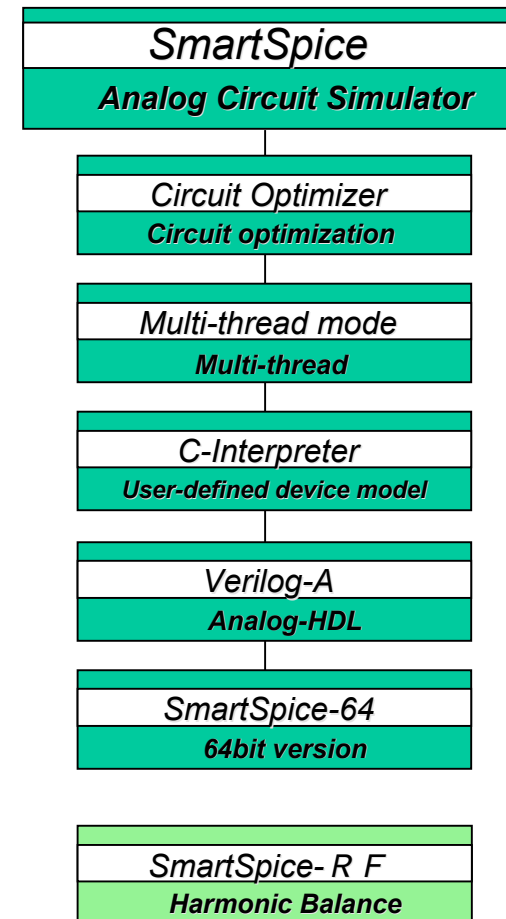 SmartSpice
Analog Circuit Simulator
Circuit Optimizer
Circuit optimization
Multi-thread mode
Multi-thread
C-Interpreter
User-defined device model
Verilog-A
Analog-HDL
SmartSpice-64
64bit version
SmartSpice- R F
Harmonic Balance